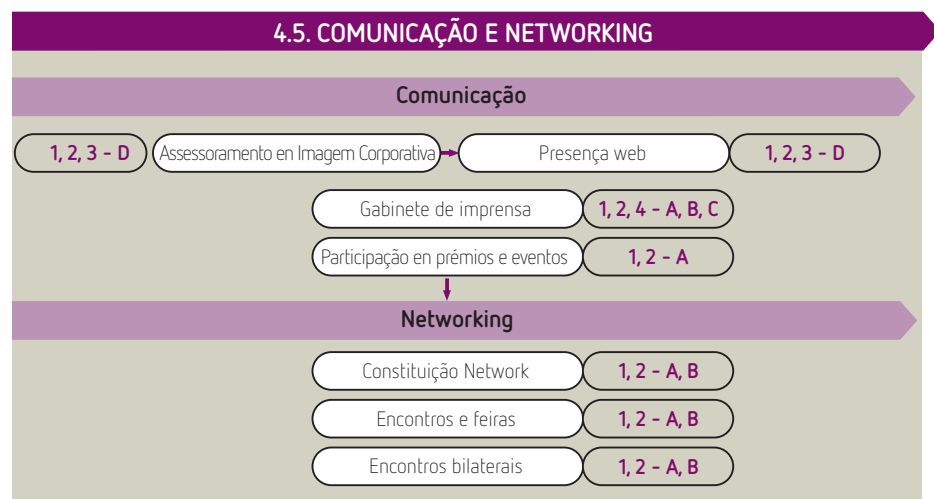 4.5. COMUNICAÇÃO E NETWORKING
Comunicação
1, 2, 3 - D Assessoramento en Imagem Corporativa Presença web 1, 2, 3 - D
Gabinete de imprensa 1, 2, 4 - A, B, C
Participação en prémios e eventos 1, 2 - A
Networking
Constituição Network 1, 2 - A, B
Encontros e feiras 1, 2 - A, B
Encontros bilaterais 1, 2 - A, B